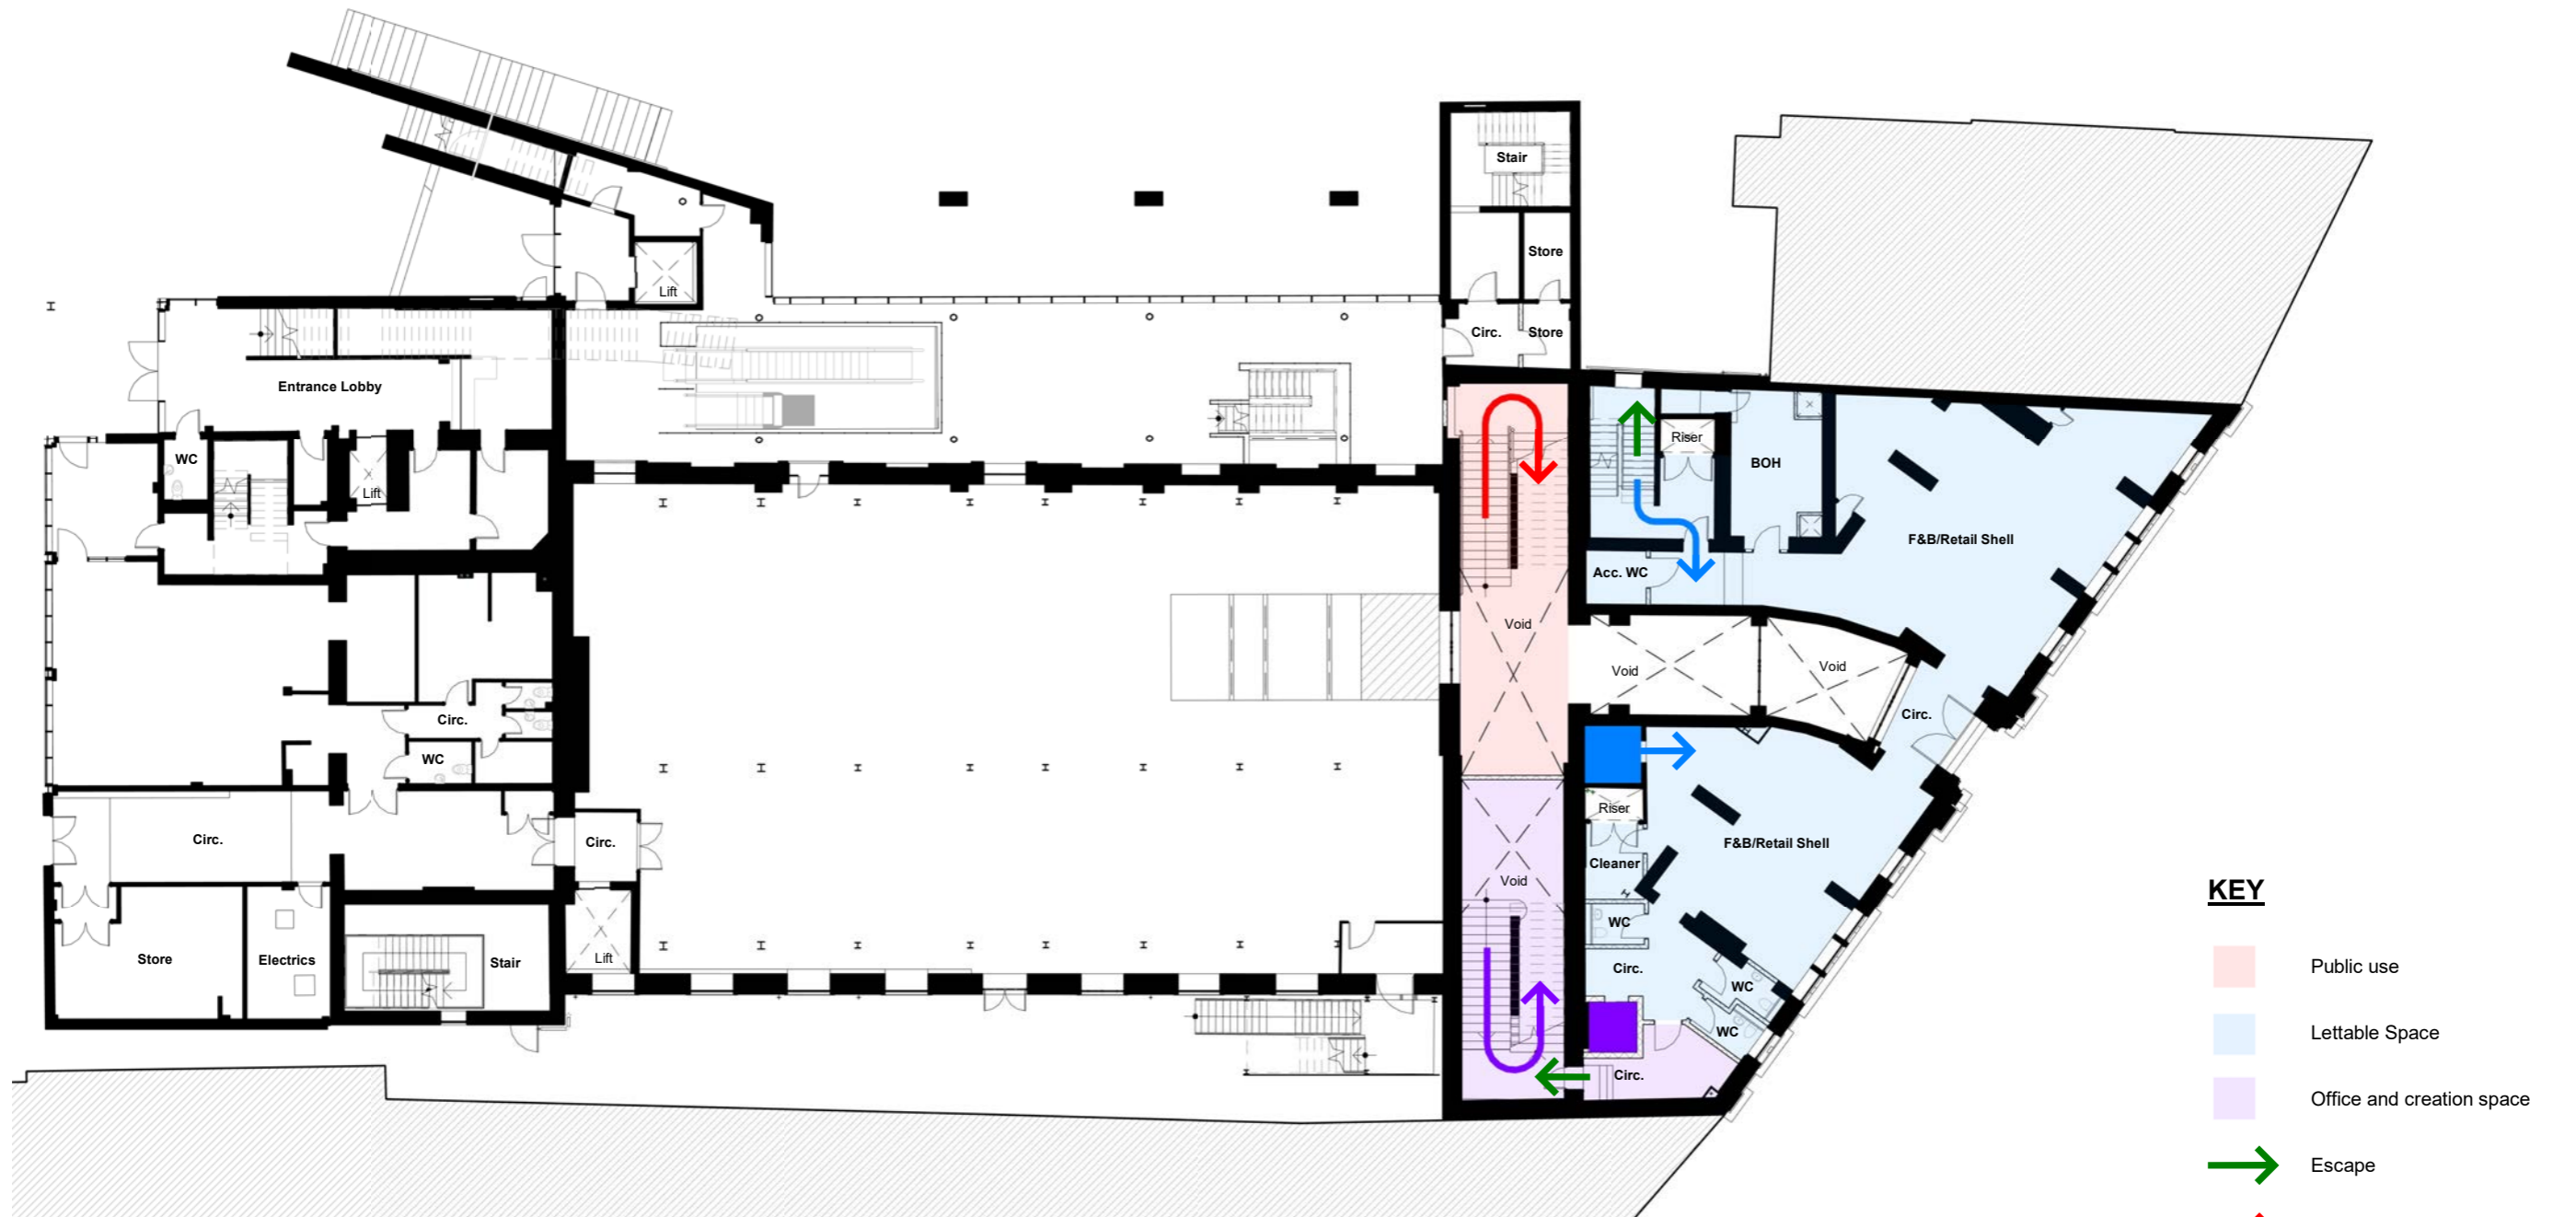 Stair
Store
Lift
Circ.
Store
Entrance Lobby
WC
Lift
Riser
BOH
F&B/Retail Shell
Acc. WC
Void
Void
Void
Circ.
Circ.
WC
Riser
Circ.
Circ.
F&B/Retail Shell
Cleaner
Void
WC
Store
Electrics
Stair
Lift
Circ.
WC
WC
Circ.
KEY
Public use
Lettable Space
Office and creation space
Escape